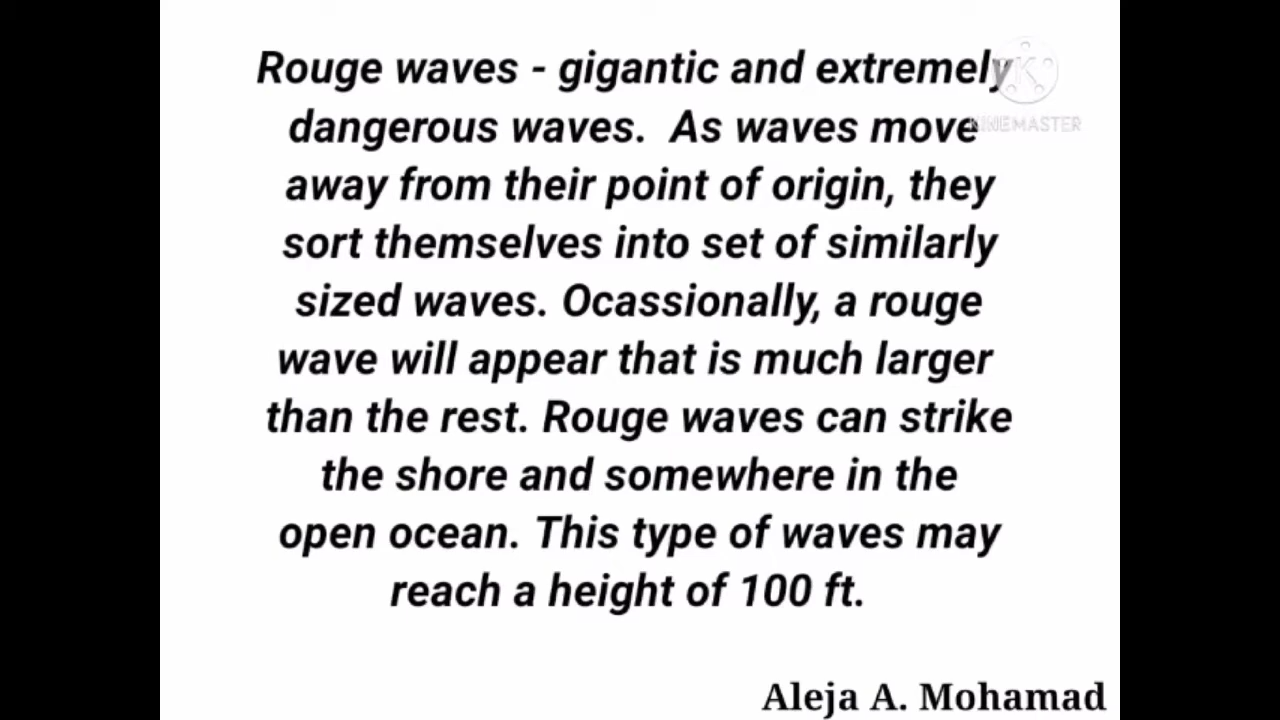 Rouge waves - gigantic and extremely
dangerous waves.  As waves move
away from their point of origin, they
sort themselves into set of similarly
sized waves. Ocassionally, a rouge
wave will appear that is much larger
than the rest. Rouge waves can strike
the shore and somewhere in the
open ocean. This type of waves may
reach a height of 100 ft.
K
KINEMASTER
Aleja A. Mohamad